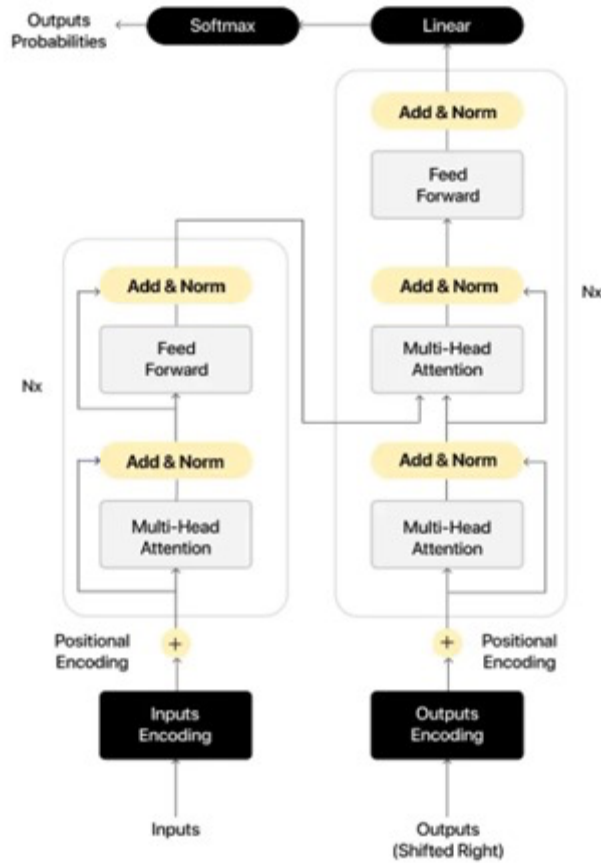 Outputs
Probabilities
Softmax
Linear
Add & Norm
Feed
Forward
Add & Norm
Multi-Head
Attention
Nx
Add & Norm
Multi-Head
Attention
Positional
Encoding
+
Outputs
Encoding
Outputs
(Shifted Right)
Add & Norm
Feed
Forward
Nx
Add & Norm
Multi-Head
Attention
Positional
Encoding
+
Inputs
Encoding
Inputs